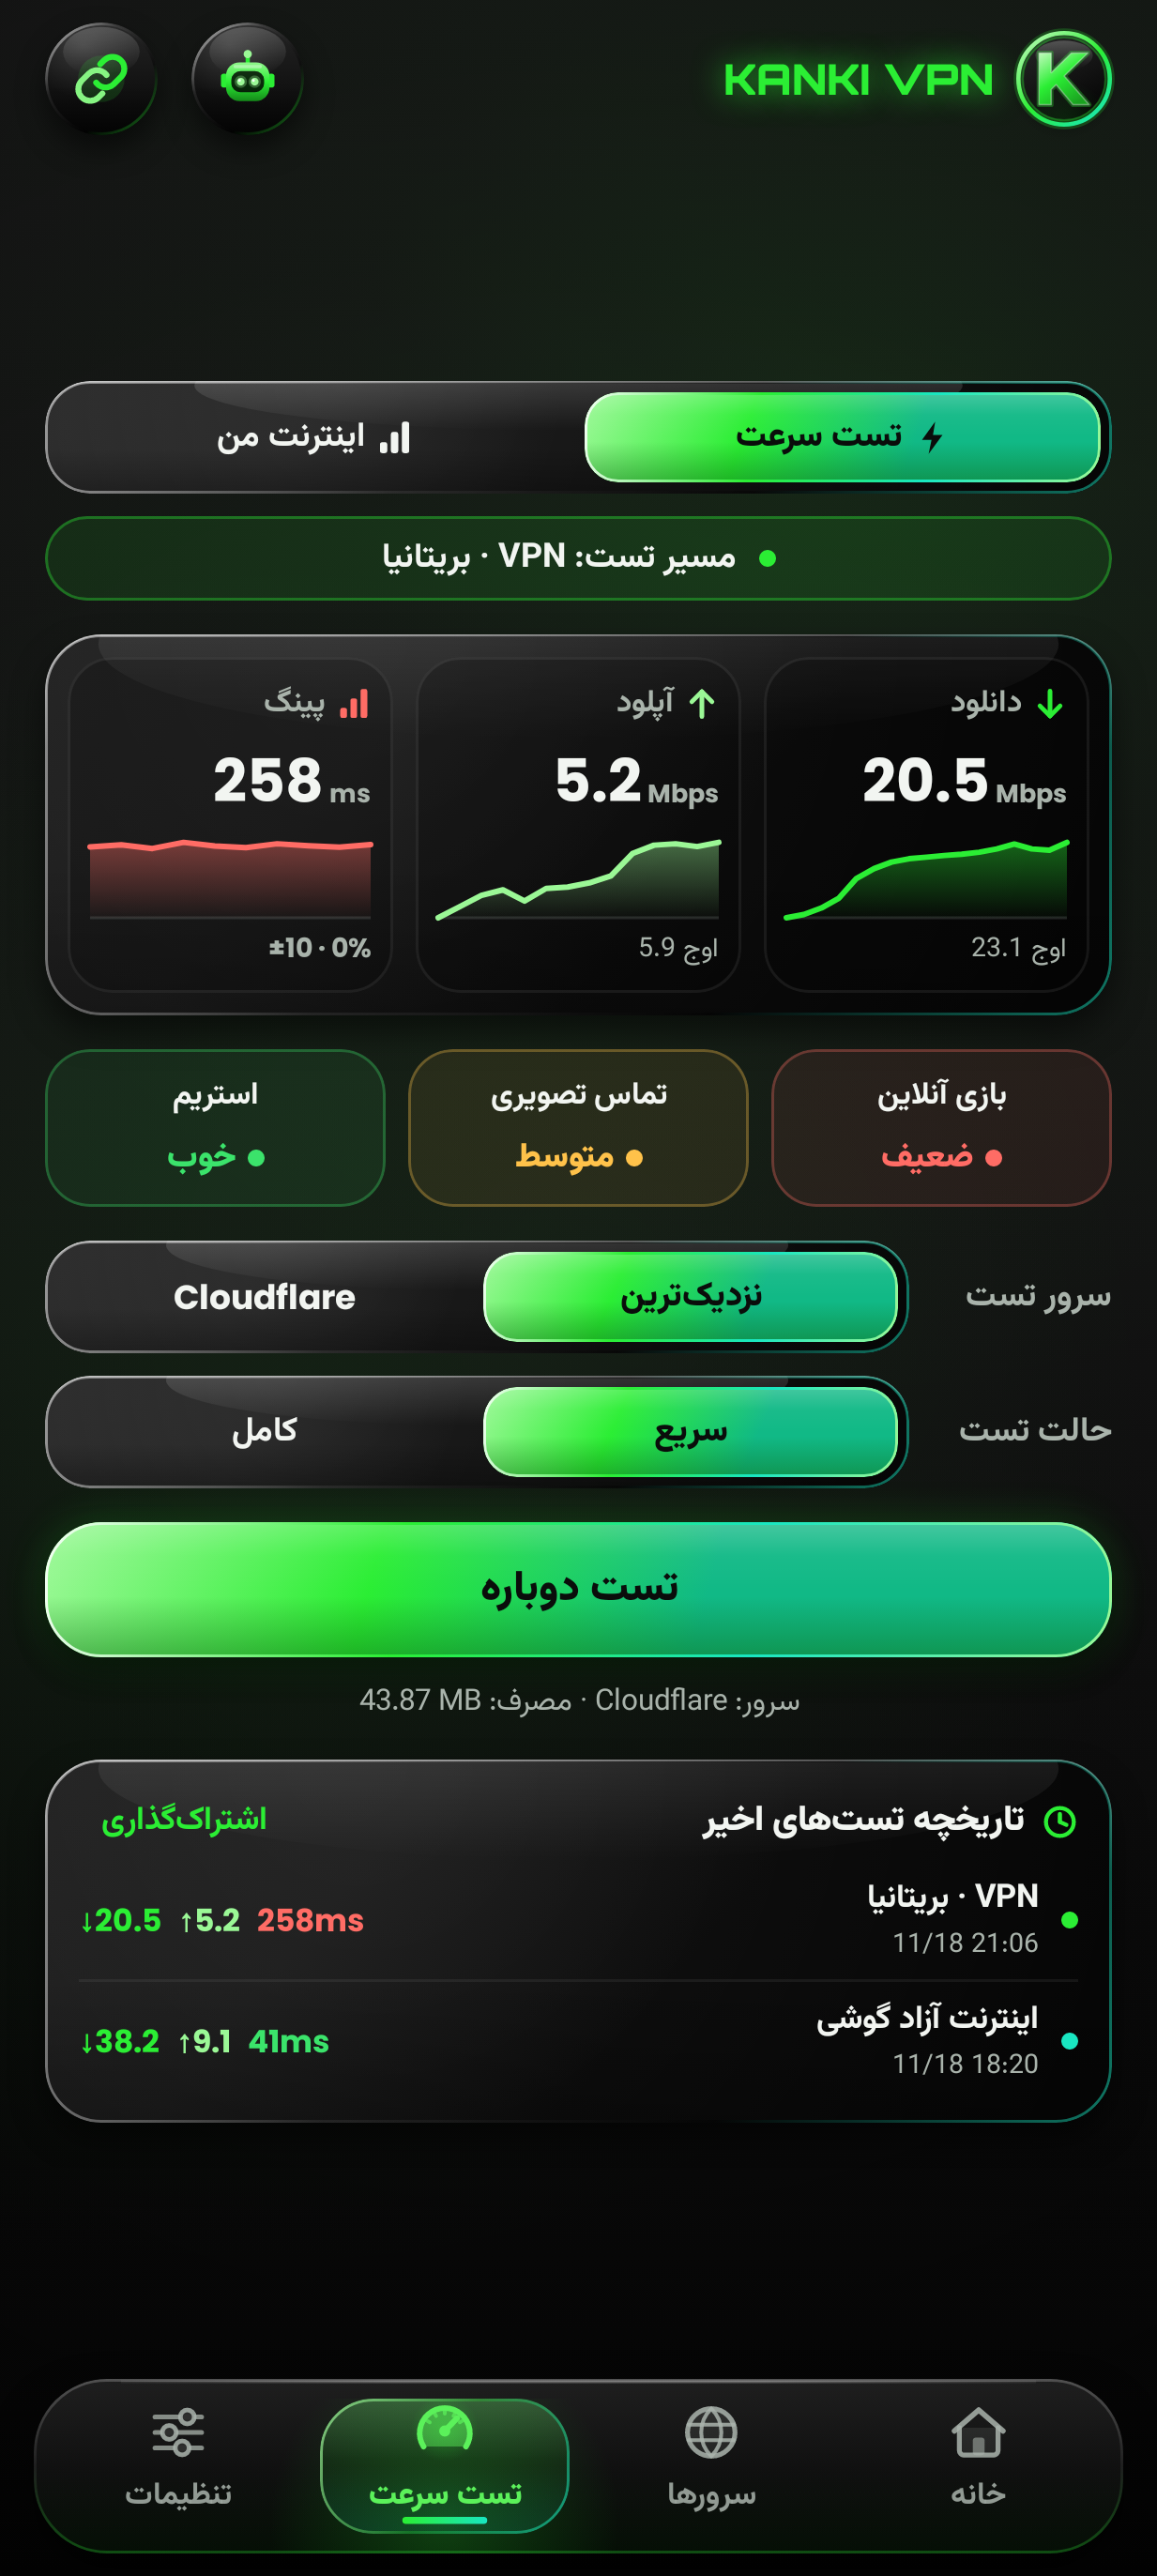 KANKI VPN
تست سرعت
اینترنت من
مسیر تست: VPN · بریتانیا
دانلود
20.5 Mbps
اوج 23.1
آپلود
5.2 Mbps
اوج 5.9
پینگ
258 ms
±10 · 0%
بازی آنلاین
ضعیف
تماس تصویری
متوسط
استریم
خوب
سرور تست
نزدیک‌ترین
Cloudflare
حالت تست
سریع
کامل
تست دوباره
سرور: Cloudflare · مصرف: 43.87 MB
تاریخچه تست‌های اخیر
اشتراک‌گذاری
VPN · بریتانیا
11/18 21:06
↓20.5 ↑5.2 258ms
اینترنت آزاد گوشی
11/18 18:20
↓38.2 ↑9.1 41ms
خانه
سرورها
تست سرعت
تنظیمات